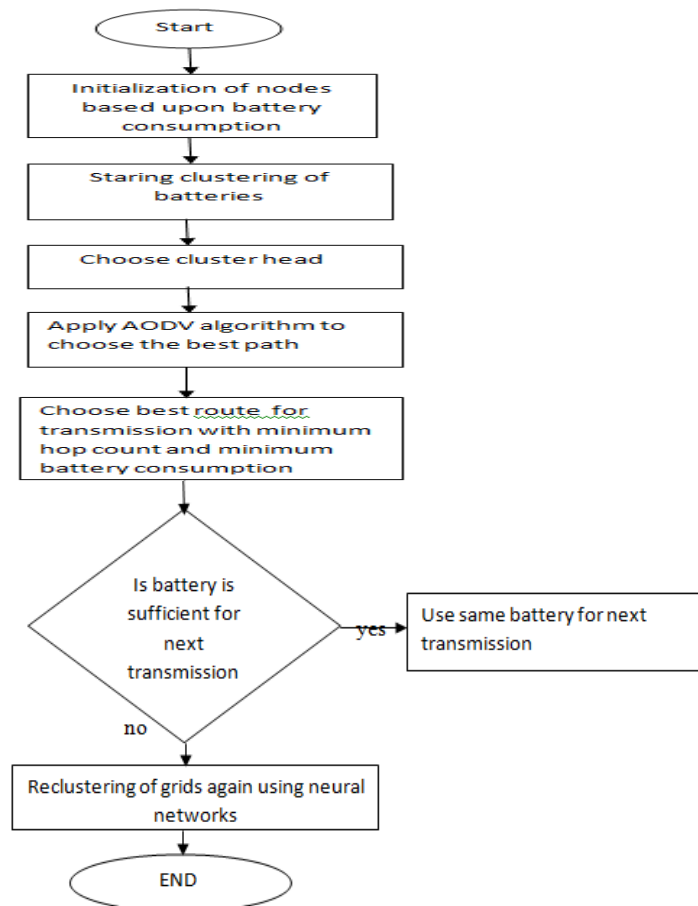 Start
Initialization of nodes
based upon battery
consumption
Staring clustering of
batteries
Choose cluster head
Apply AODV algorithm to
choose the best path
Choose best route for
transmission with minimum
hop count and minimum
battery consumption
Is battery is
sufficient for
next
transmission
yes
Use same battery for next
transmission
no
Reclustering of grids again using neural
networks
END